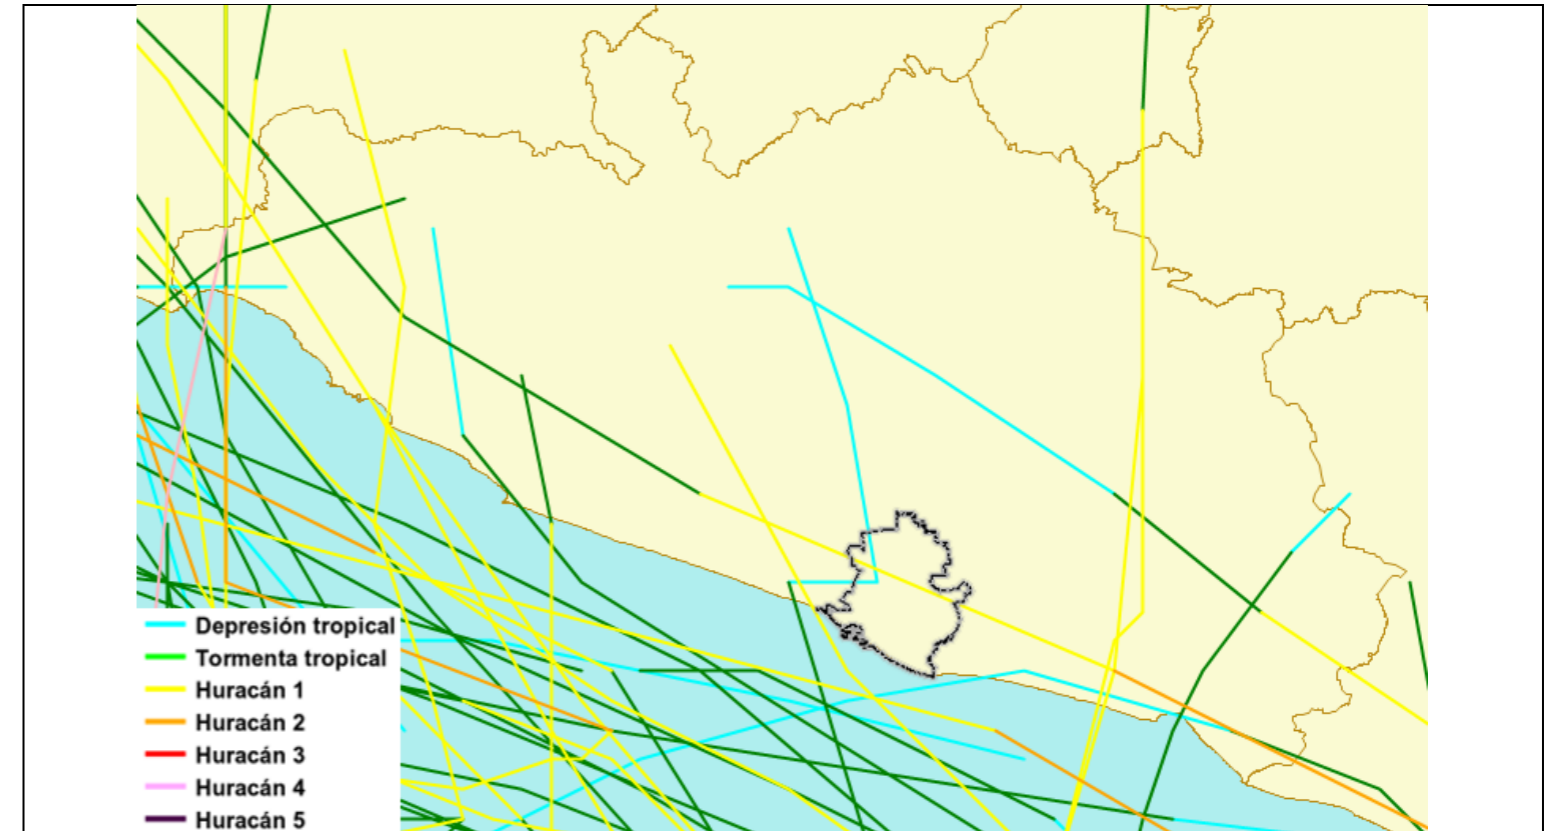 Depresión tropical
Tormenta tropical
Huracán 1
Huracán 2
Huracán 3
Huracán 4
Huracán 5